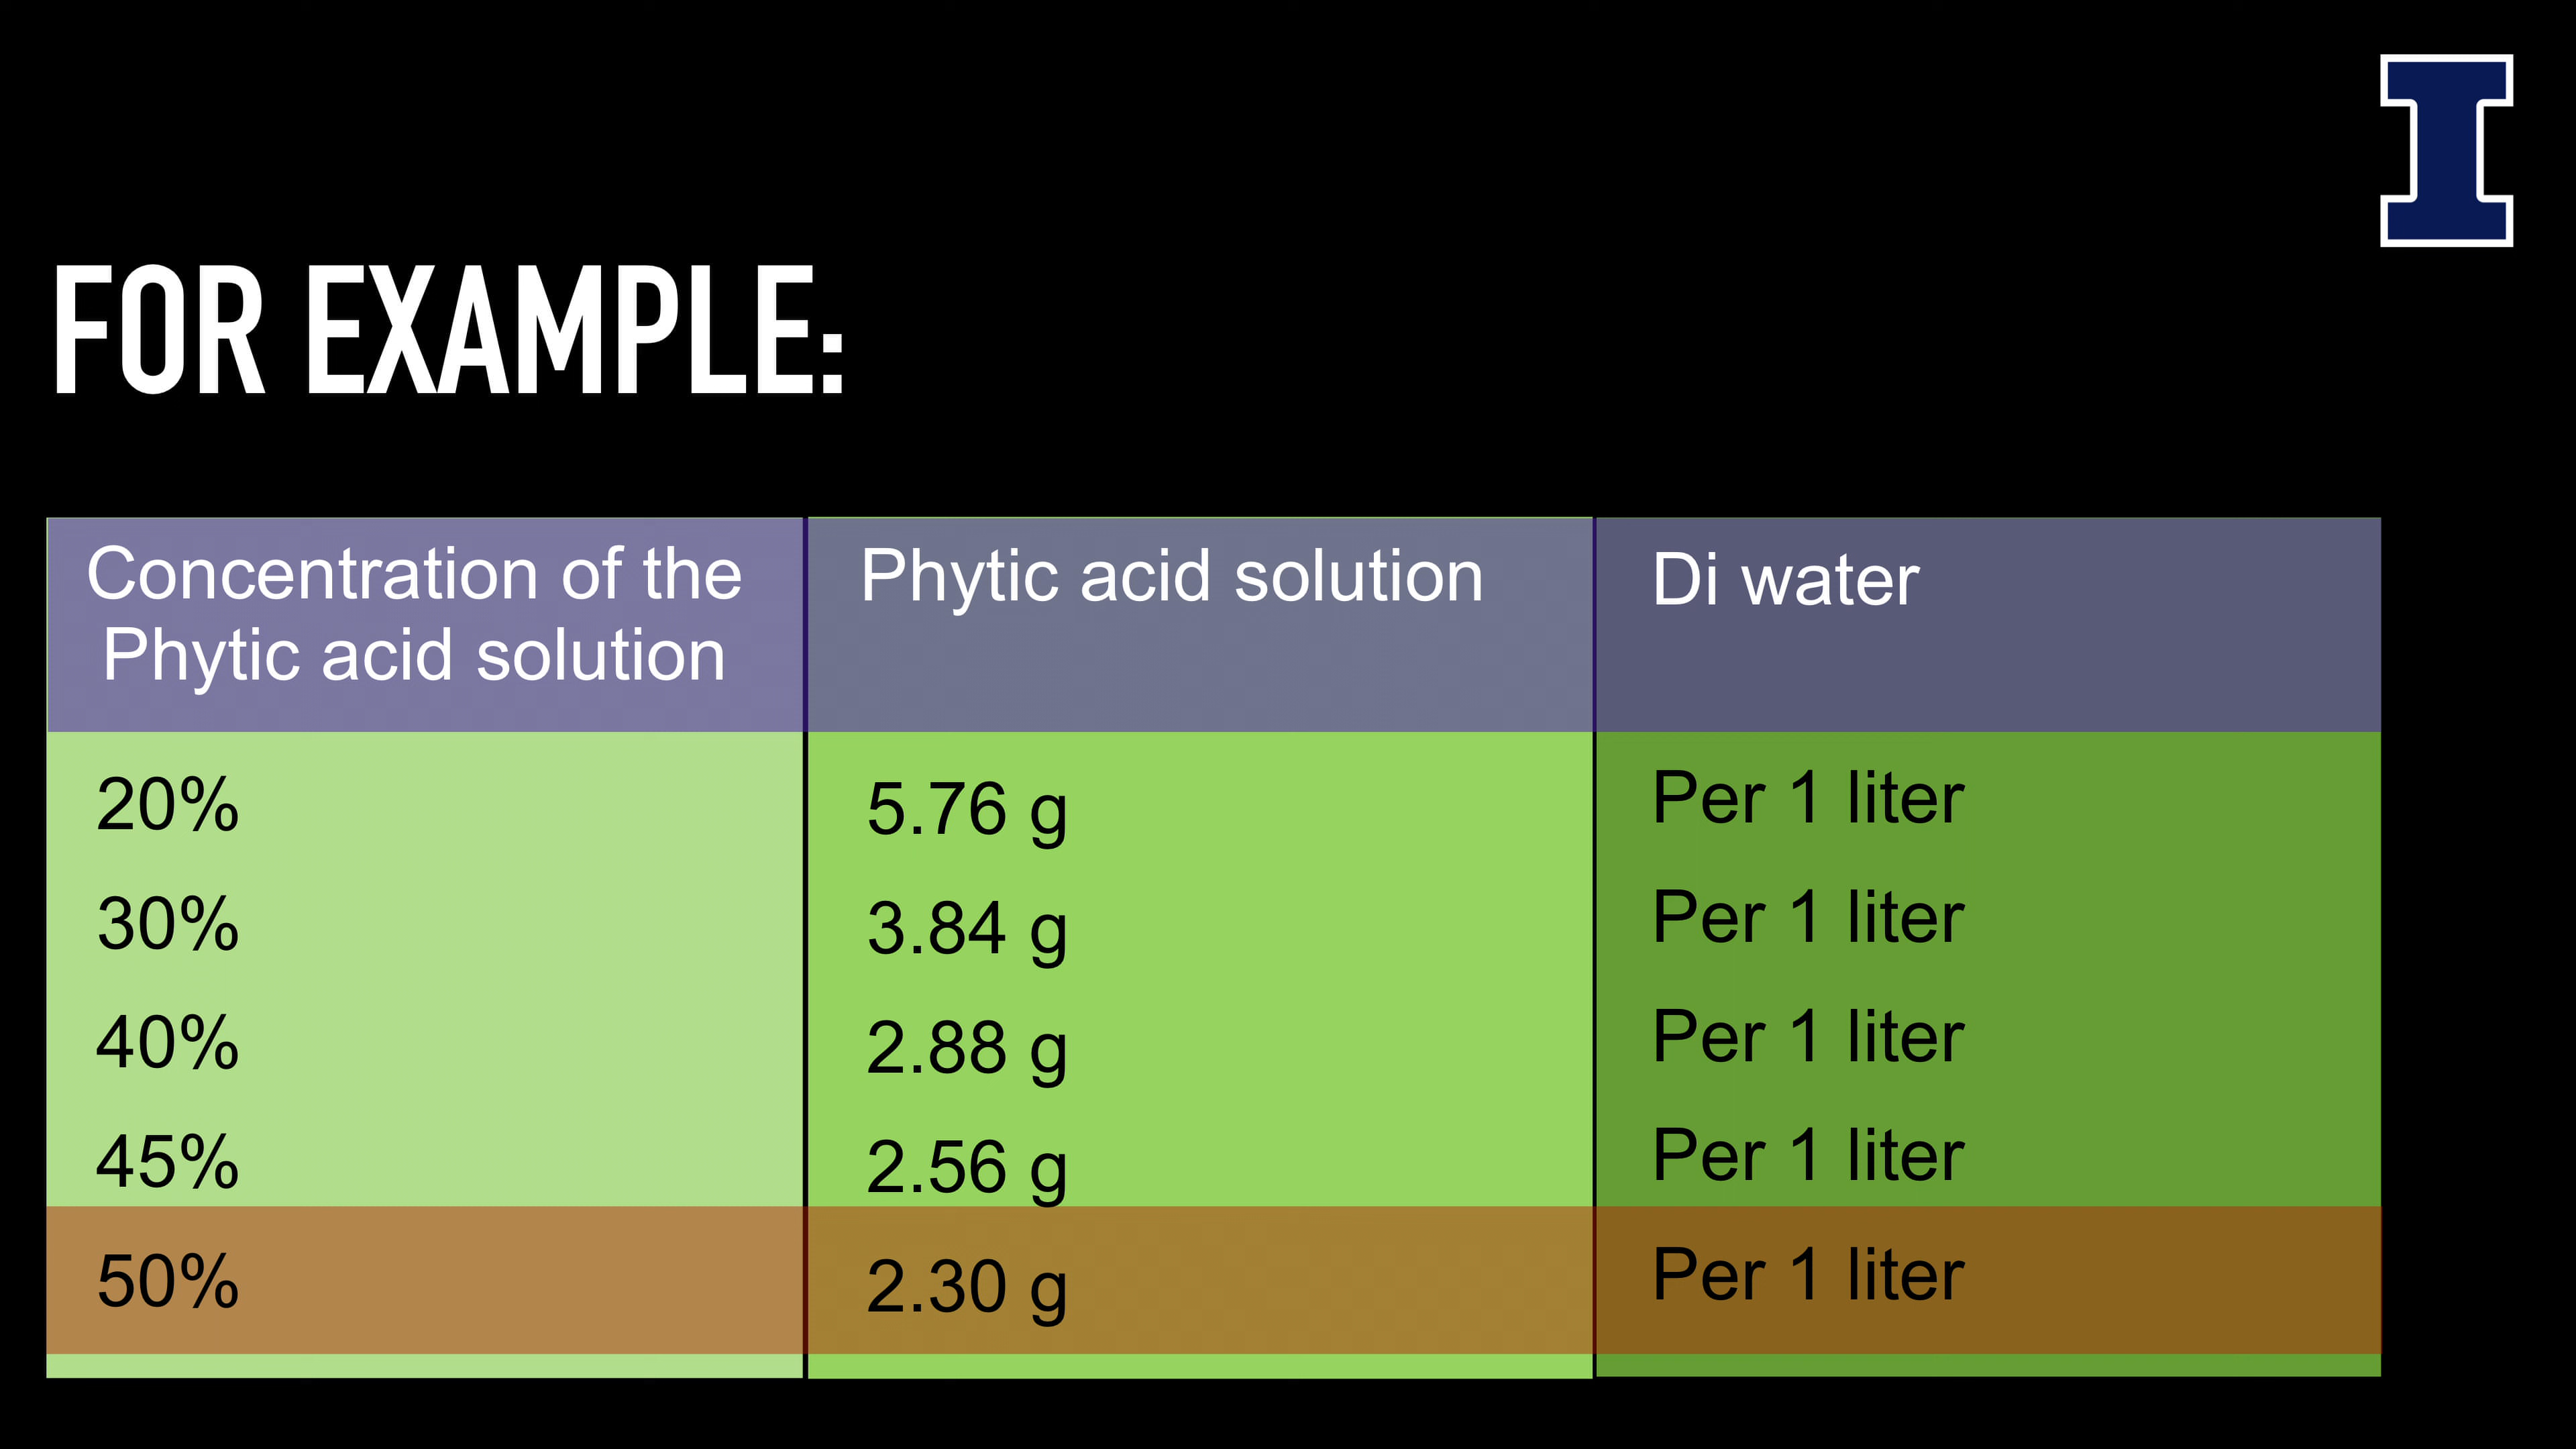 I
FOR EXAMPLE:
Concentration of the
Phytic acid solution
Phytic acid solution
Di water
20%
5.76 g
Per 1 liter
30%
3.84 g
Per 1 liter
40%
2.88 g
Per 1 liter
45%
2.56 g
Per 1 liter
50%
2.30 g
Per 1 liter